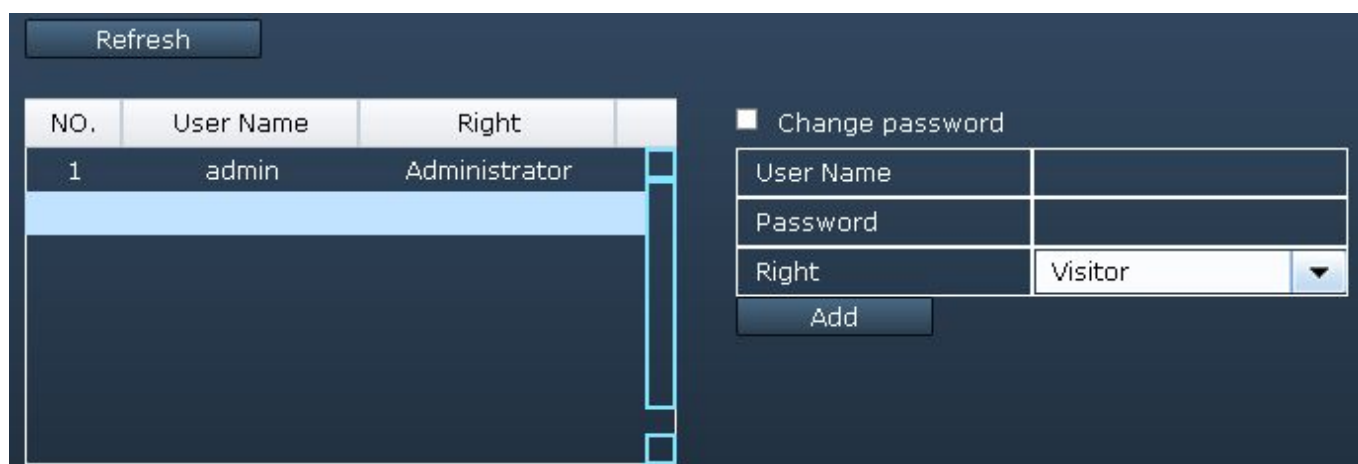 Refresh
NO. User Name Right
1 admin Administrator
Change password
User Name
Password
Right Visitor
Add